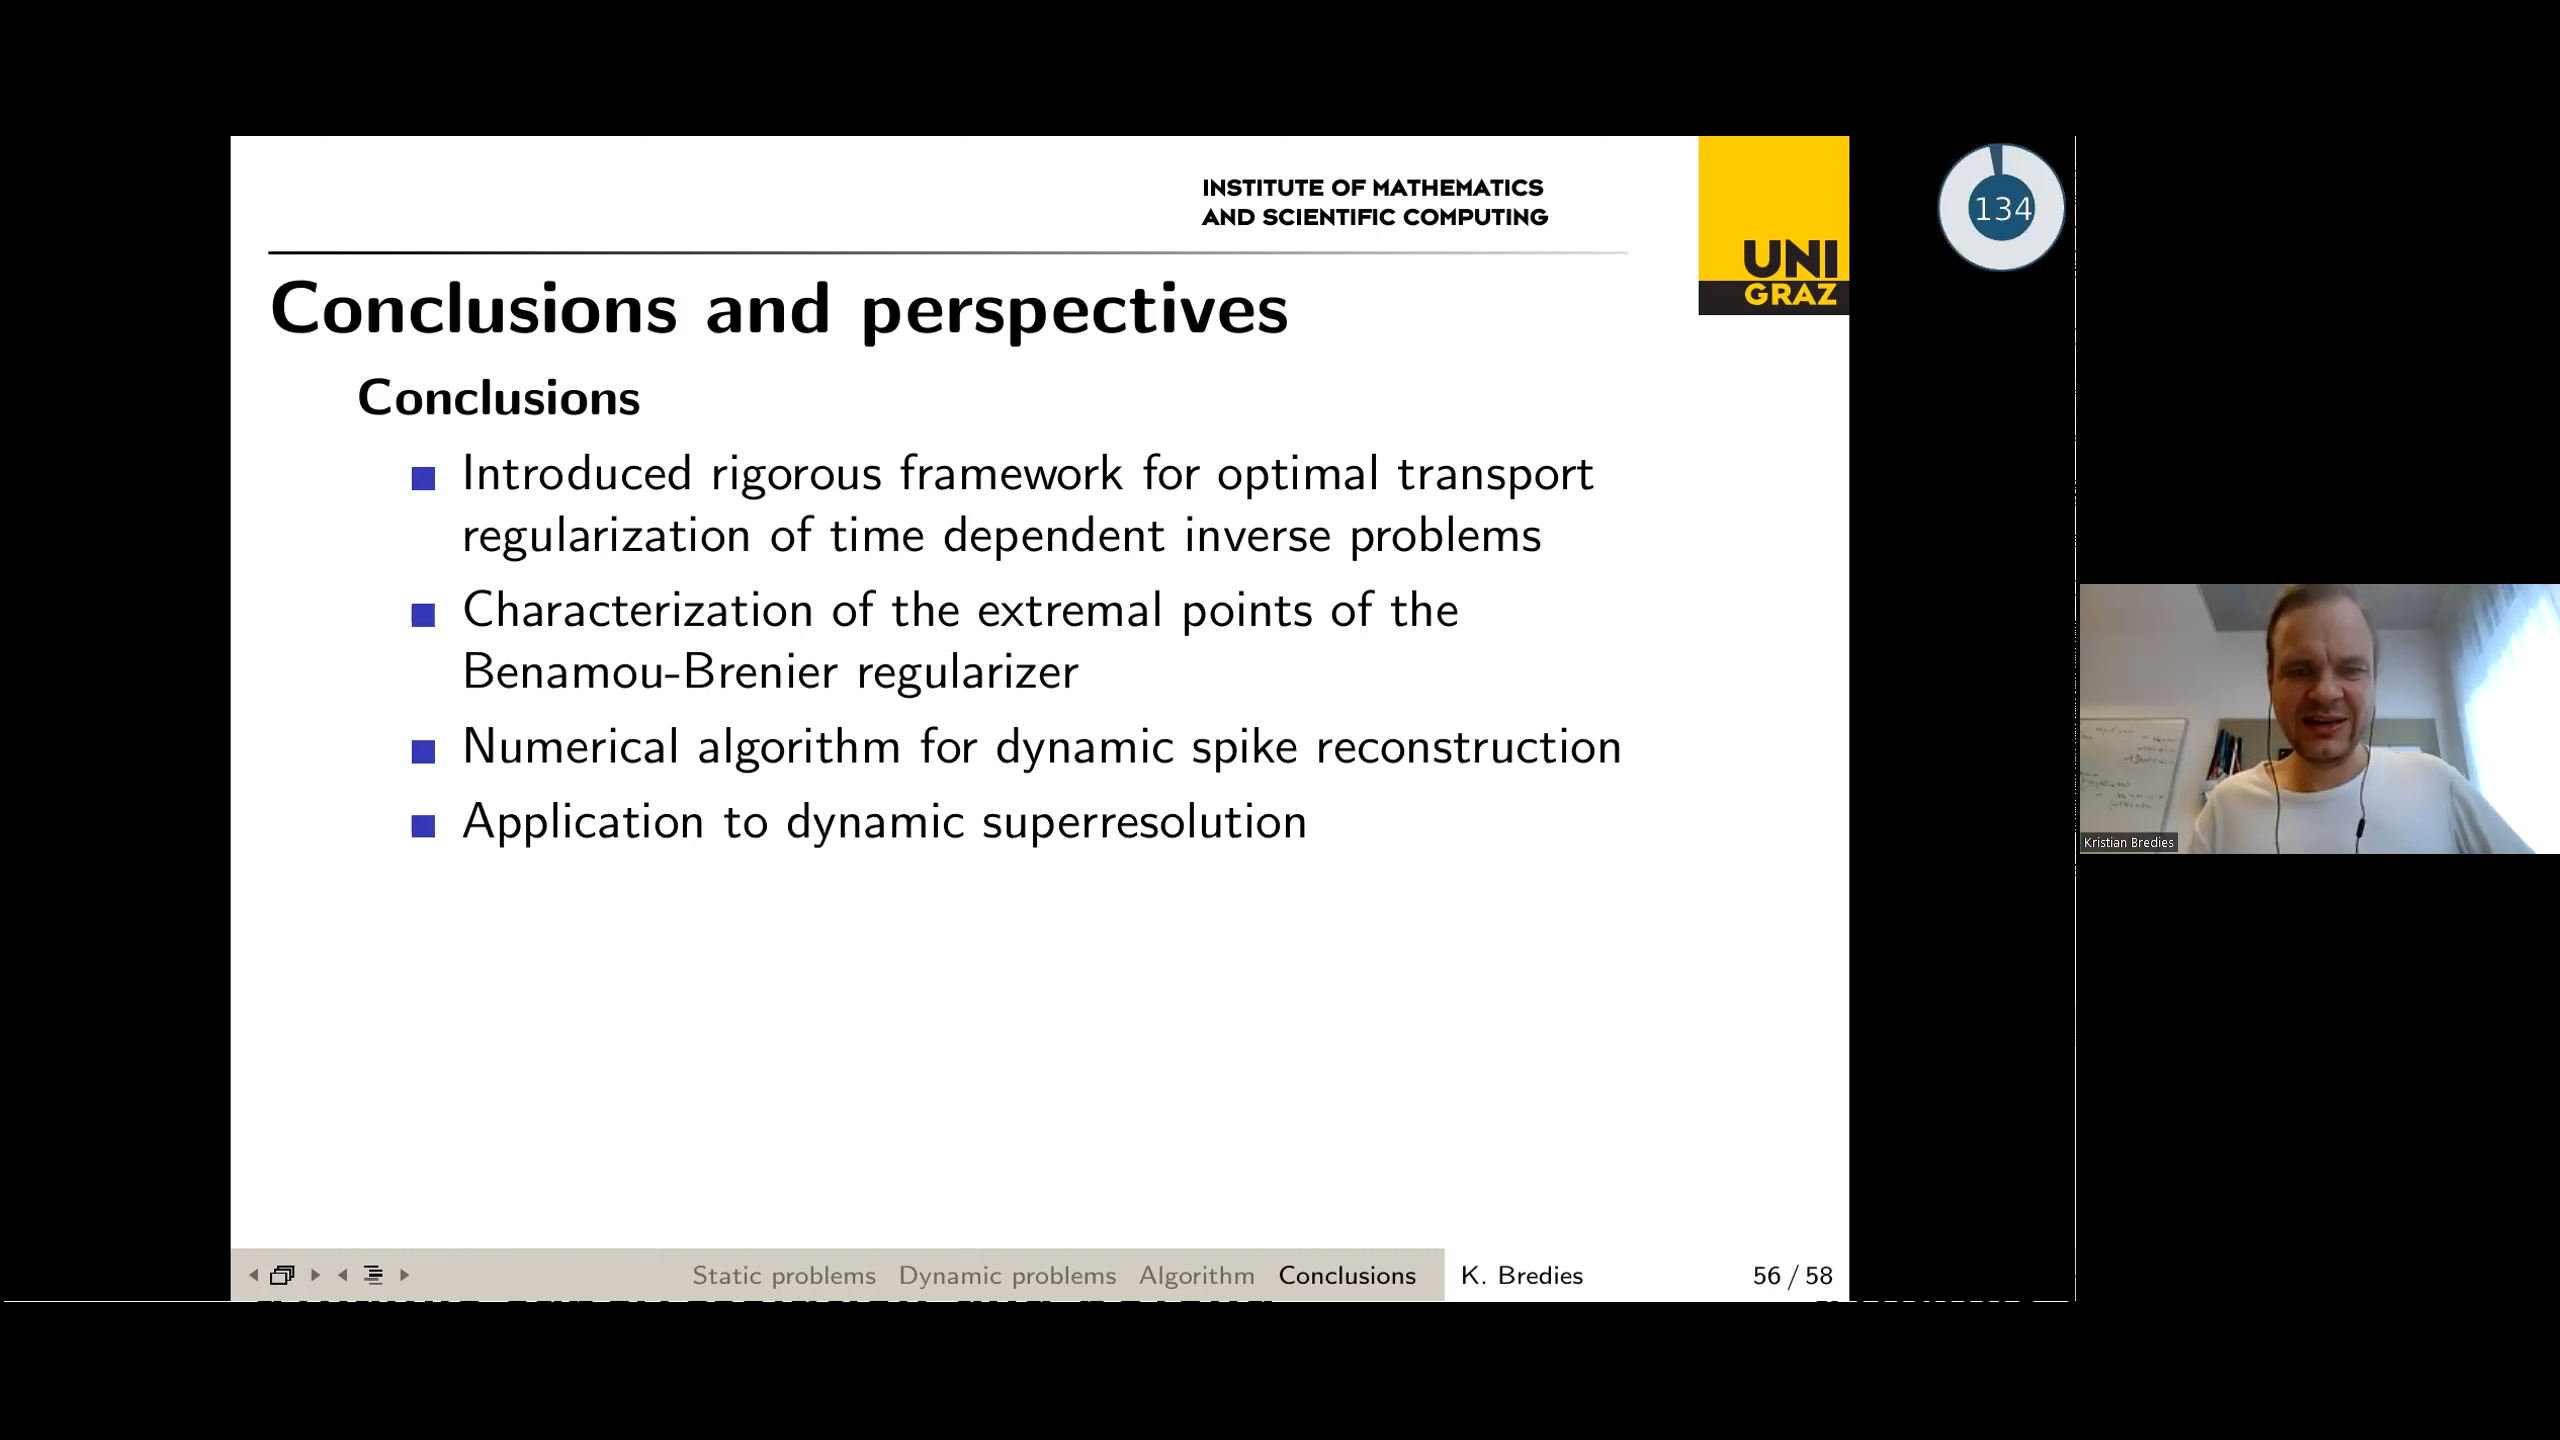 INSTITUTE OF MATHEMATICS
AND SCIENTIFIC COMPUTING
UNI
GRAZ
134
Conclusions and perspectives
Conclusions
Introduced rigorous framework for optimal transport
regularization of time dependent inverse problems
Characterization of the extremal points of the
Benamou-Brenier regularizer
Numerical algorithm for dynamic spike reconstruction
Application to dynamic superresolution
Kristian Bredies
Static problems Dynamic problems Algorithm Conclusions K. Bredies 56 / 58